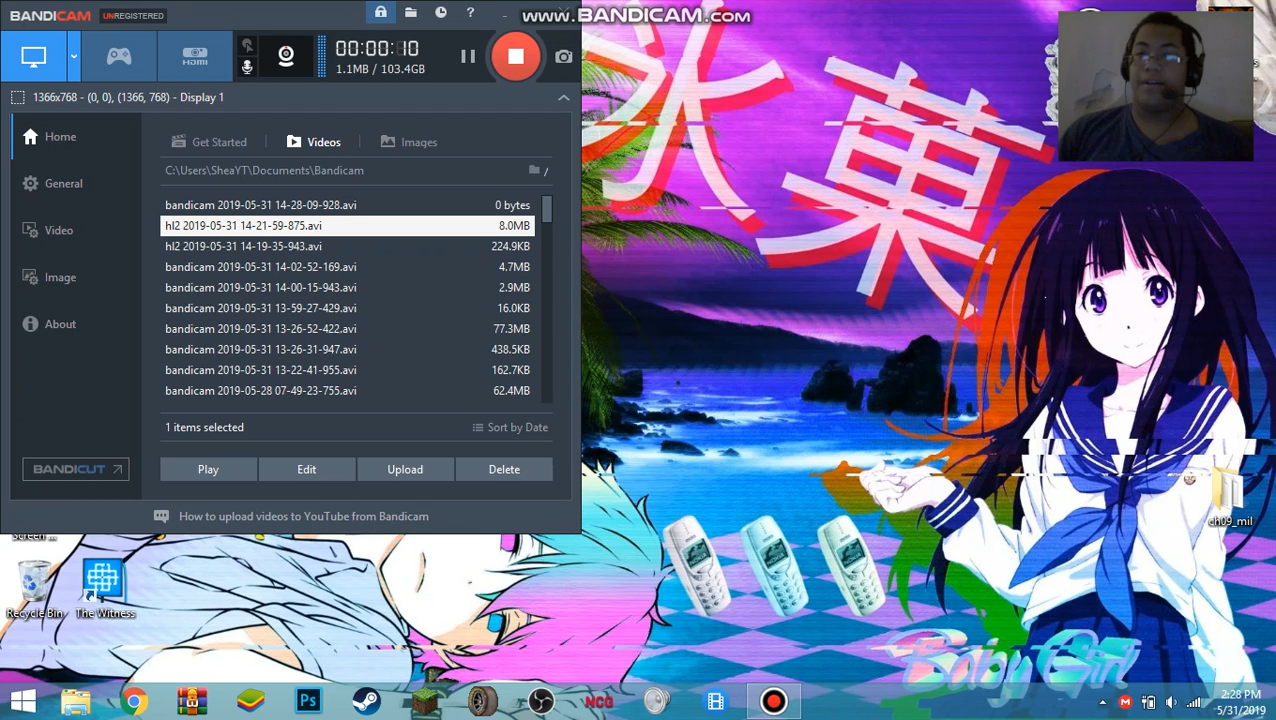 BANDICAM UNREGISTERED
www.BANDICAM.com
HDMI
00:00:10
1.1MB / 103.4GB
1366x768 - (0, 0), (1366, 768) - Display 1
Home
General
Video
Image
About
BANDICUT
Get Started
Videos
Images
C:\Users\SheaYT\Documents\Bandicam
/
bandicam 2019-05-31 14-28-09-928.avi 0 bytes
hl2 2019-05-31 14-21-59-875.avi 8.0MB
hl2 2019-05-31 14-19-35-943.avi 224.9KB
bandicam 2019-05-31 14-02-52-169.avi 4.7MB
bandicam 2019-05-31 14-00-15-943.avi 2.9MB
bandicam 2019-05-31 13-59-27-429.avi 16.0KB
bandicam 2019-05-31 13-26-52-422.avi 77.3MB
bandicam 2019-05-31 13-26-31-947.avi 438.5KB
bandicam 2019-05-31 13-22-41-955.avi 162.7KB
bandicam 2019-05-28 07-49-23-755.avi 62.4MB
1 items selected
Sort by Date
Play
Edit
Upload
Delete
How to upload videos to YouTube from Bandicam
氷菓
ch09_mil
Screen ...
Recycle Bin
The Witness
Baby Girl
Ps
NCG
2:28 PM
5/31/2019